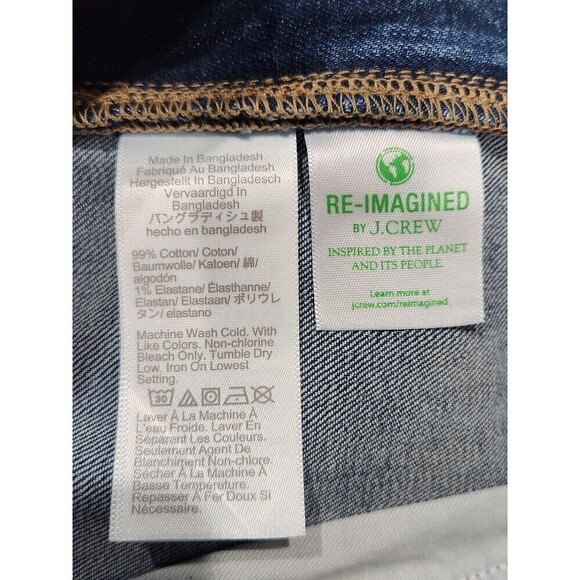 Made In Bangladesh
Fabriqué Au Bangladesh
Hergestellt In Bangladesch
Vervaardigd In
Bangladesh
バングラディシュ製
hecho en bangladesh
99% Cotton/ Coton/
Baumwolle/ Katoen/ 綿/
algodón
1% Elastane/ Élasthanne/
Elastan/ Elastaan/ ポリウレ
タン/ elastano
Machine Wash Cold. With
Like Colors. Non-chlorine
Bleach Only. Tumble Dry
Low. Iron On Lowest
Setting.
30
Laver À La Machine À
L'eau Froide. Laver En
Séparant Les Couleurs.
Seulement Agent De
Blanchiment Non-chlore.
Sécher À La Machine À
Basse Température.
Repasser À Fer Doux Si
Nécessaire.
RE-IMAGINED
BY J.CREW
INSPIRED BY THE PLANET
AND ITS PEOPLE.
Learn more at
jcrew.com/reimagined